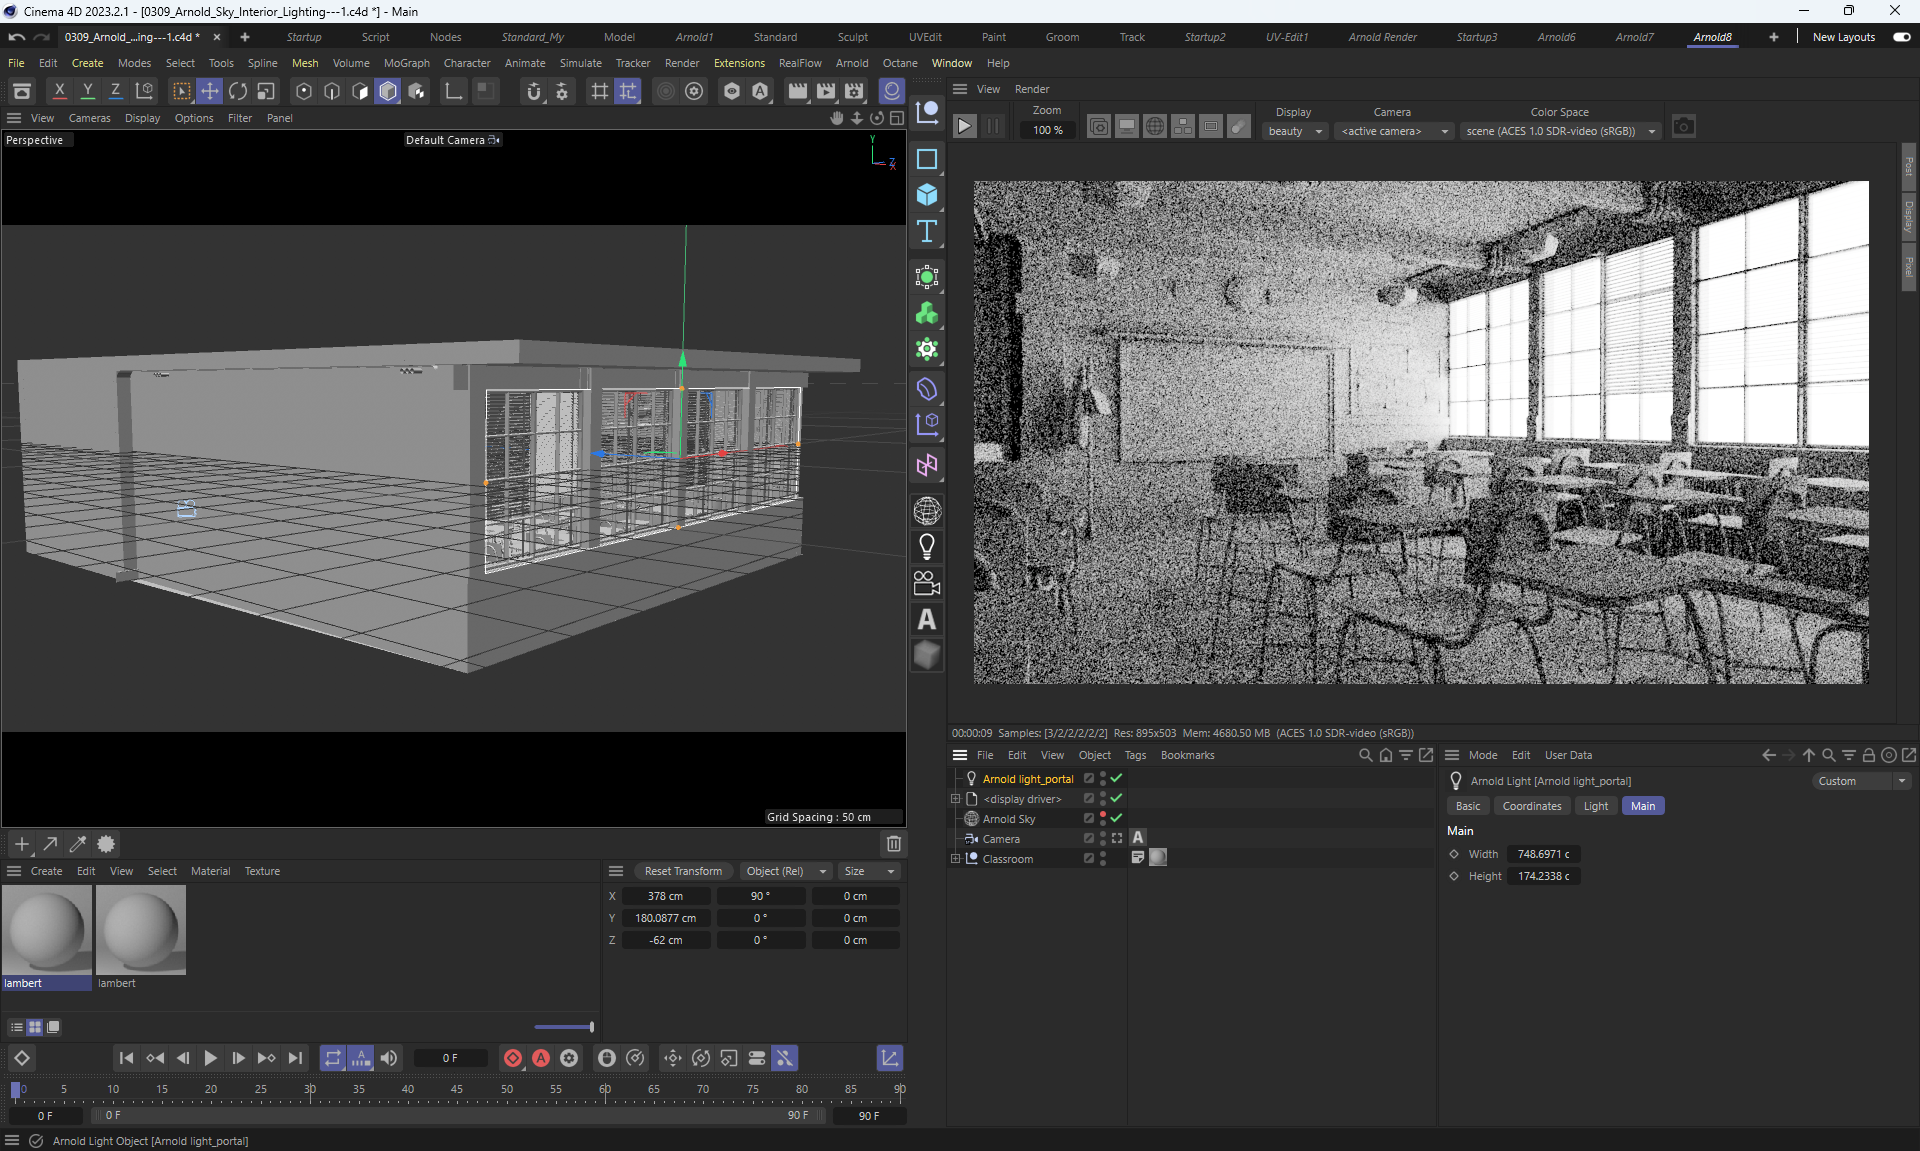 Cinema 4D 2023.2.1 - [0309_Arnold_Sky_Interior_Lighting---1.c4d *] - Main
0309_Arnold_...ing---1.c4d *
Startup Script Nodes Standard_My Model Arnold1 Standard Sculpt UVEdit Paint Groom Track Startup2 UV-Edit1 Arnold Render Startup3 Arnold6 Arnold7 Arnold8 New Layouts
File Edit Create Modes Select Tools Spline Mesh Volume MoGraph Character Animate Simulate Tracker Render Extensions RealFlow Arnold Octane Window Help
X Y Z
View Render
View Cameras Display Options Filter Panel
Zoom Display Camera Color Space
100 % beauty <active camera> scene (ACES 1.0 SDR-video (sRGB))
Perspective
Default Camera
Y
Z
X
Post
Display
Pixel
Grid Spacing : 50 cm
00:00:09 Samples: [3/2/2/2/2/2] Res: 895x503 Mem: 4680.50 MB (ACES 1.0 SDR-video (sRGB))
File Edit View Object Tags Bookmarks
Arnold light_portal
<display driver>
Arnold Sky
Camera
Classroom
Mode Edit User Data
Arnold Light [Arnold light_portal]
Custom
Basic Coordinates Light Main
Main
Width 748.6971 c
Height 174.2338 c
Create Edit View Select Material Texture
lambert lambert
Reset Transform Object (Rel) Size
X 378 cm 90 ° 0 cm
Y 180.0877 cm 0 ° 0 cm
Z -62 cm 0 ° 0 cm
0 F
0 5 10 15 20 25 30 35 40 45 50 55 60 65 70 75 80 85 90
0 F 0 F 90 F 90 F
Arnold Light Object [Arnold light_portal]